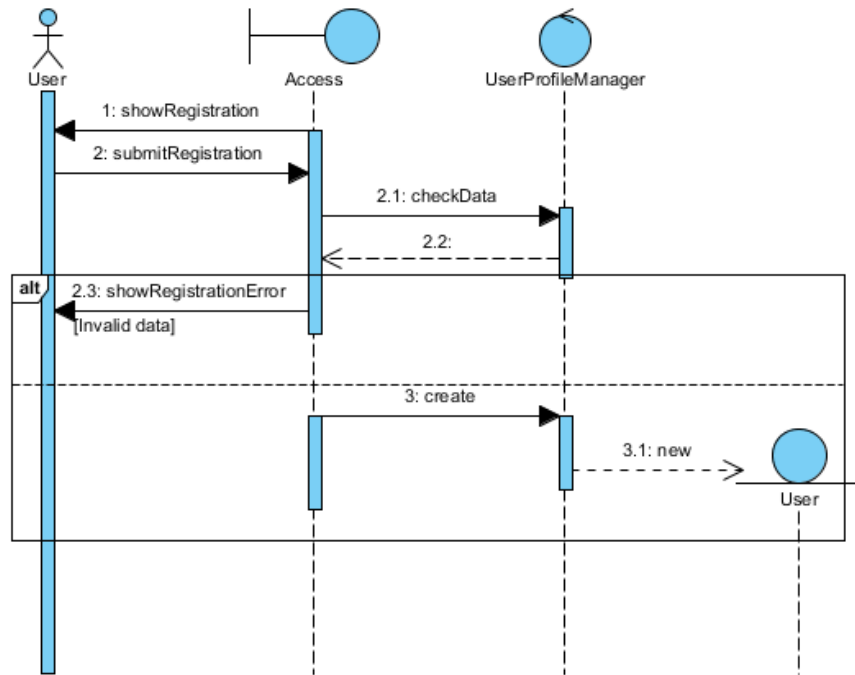 User
Access
UserProfileManager
1: showRegistration
2: submitRegistration
2.1: checkData
2.2:
alt
2.3: showRegistrationError
[Invalid data]
3: create
3.1: new
User